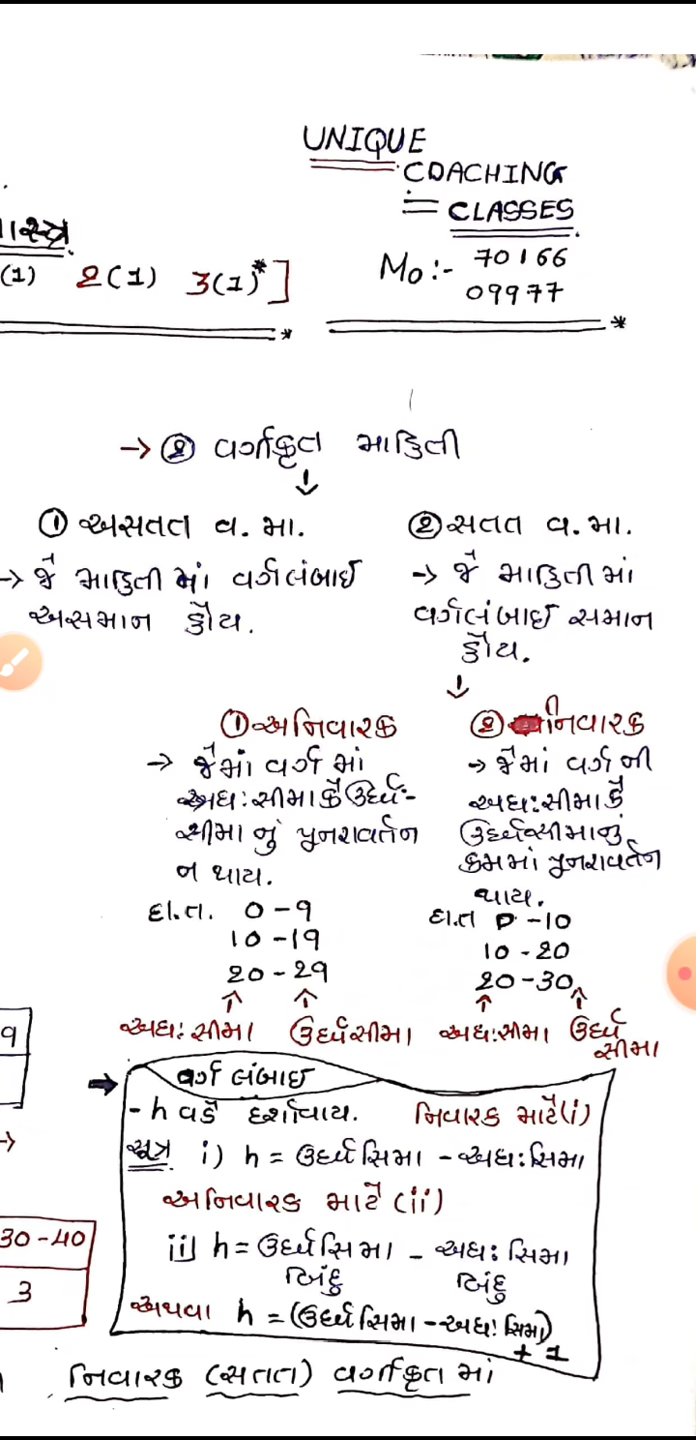 UNIQUE
COACHING
CLASSES
Mo:- 70166
09977
(1) 2(1) 3(1)*]
→ ② વર્ગીકૃત માહિતી
① અસતત વ. મા.
→ જે માહિતી માં વર્ગલંબાઈ
અસમાન હોય.
② સતત વ. મા.
→ જે માહિતી માં
વર્ગલંબાઈ સમાન
હોય.
① અનિવારક
→ જેમાં વર્ગ માં
અધ:સીમા કે ઉર્ધ્વ-
સીમા નું પુનરાવર્તન
ન થાય.
દા.ત. 0-9
10-19
20-29
અધ: સીમા ઉર્ધ્વસીમા
② નિવારક
→ જેમાં વર્ગ ની
અધ:સીમા કે
ઉર્ધ્વસીમાનું
ક્રમમાં પુનરાવર્તન
થાય.
દા.ત 0-10
10-20
20-30
અધ:સીમા ઉર્ધ્વ
સીમા
9
→
30-40
3
વર્ગ લંબાઈ
- h વડે દર્શાવાય. નિવારક માટે(i)
સૂત્ર i) h = ઉર્ધ્વસિમા - અધ:સિમા
અનિવારક માટે (ii)
ii) h = ઉર્ધ્વસિમા - અધ: સિમા
બિંદુ બિંદુ
અથવા h = (ઉર્ધ્વસિમા - અધ: સિમા)
+ 1
નિવારક (સતત) વર્ગીકૃત માં